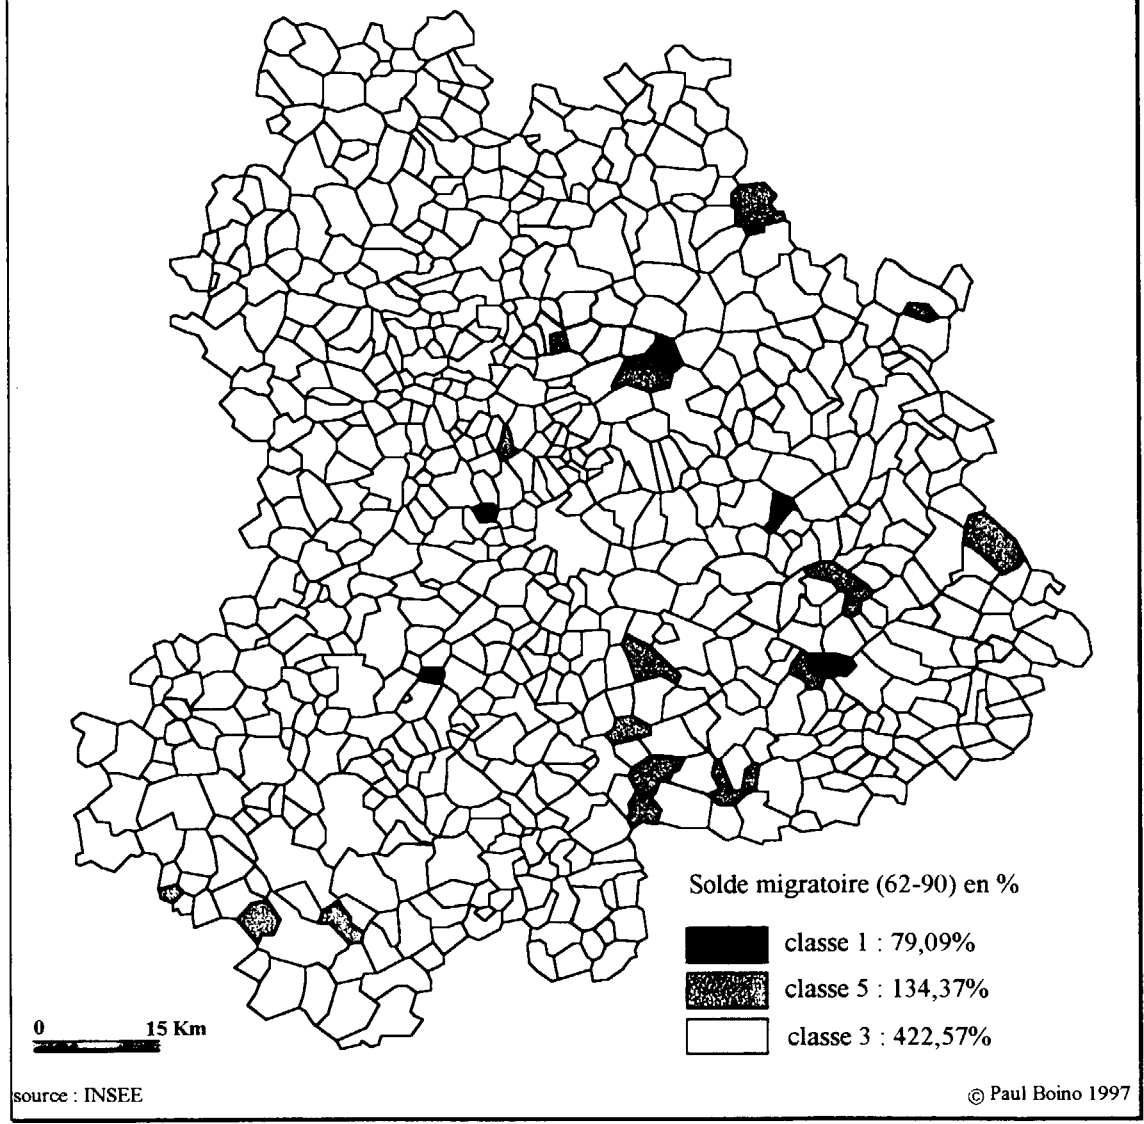 Solde migratoire (62-90) en %
classe 1 : 79,09%
classe 5 : 134,37%
classe 3 : 422,57%
0 15 Km
source : INSEE
© Paul Boino 1997